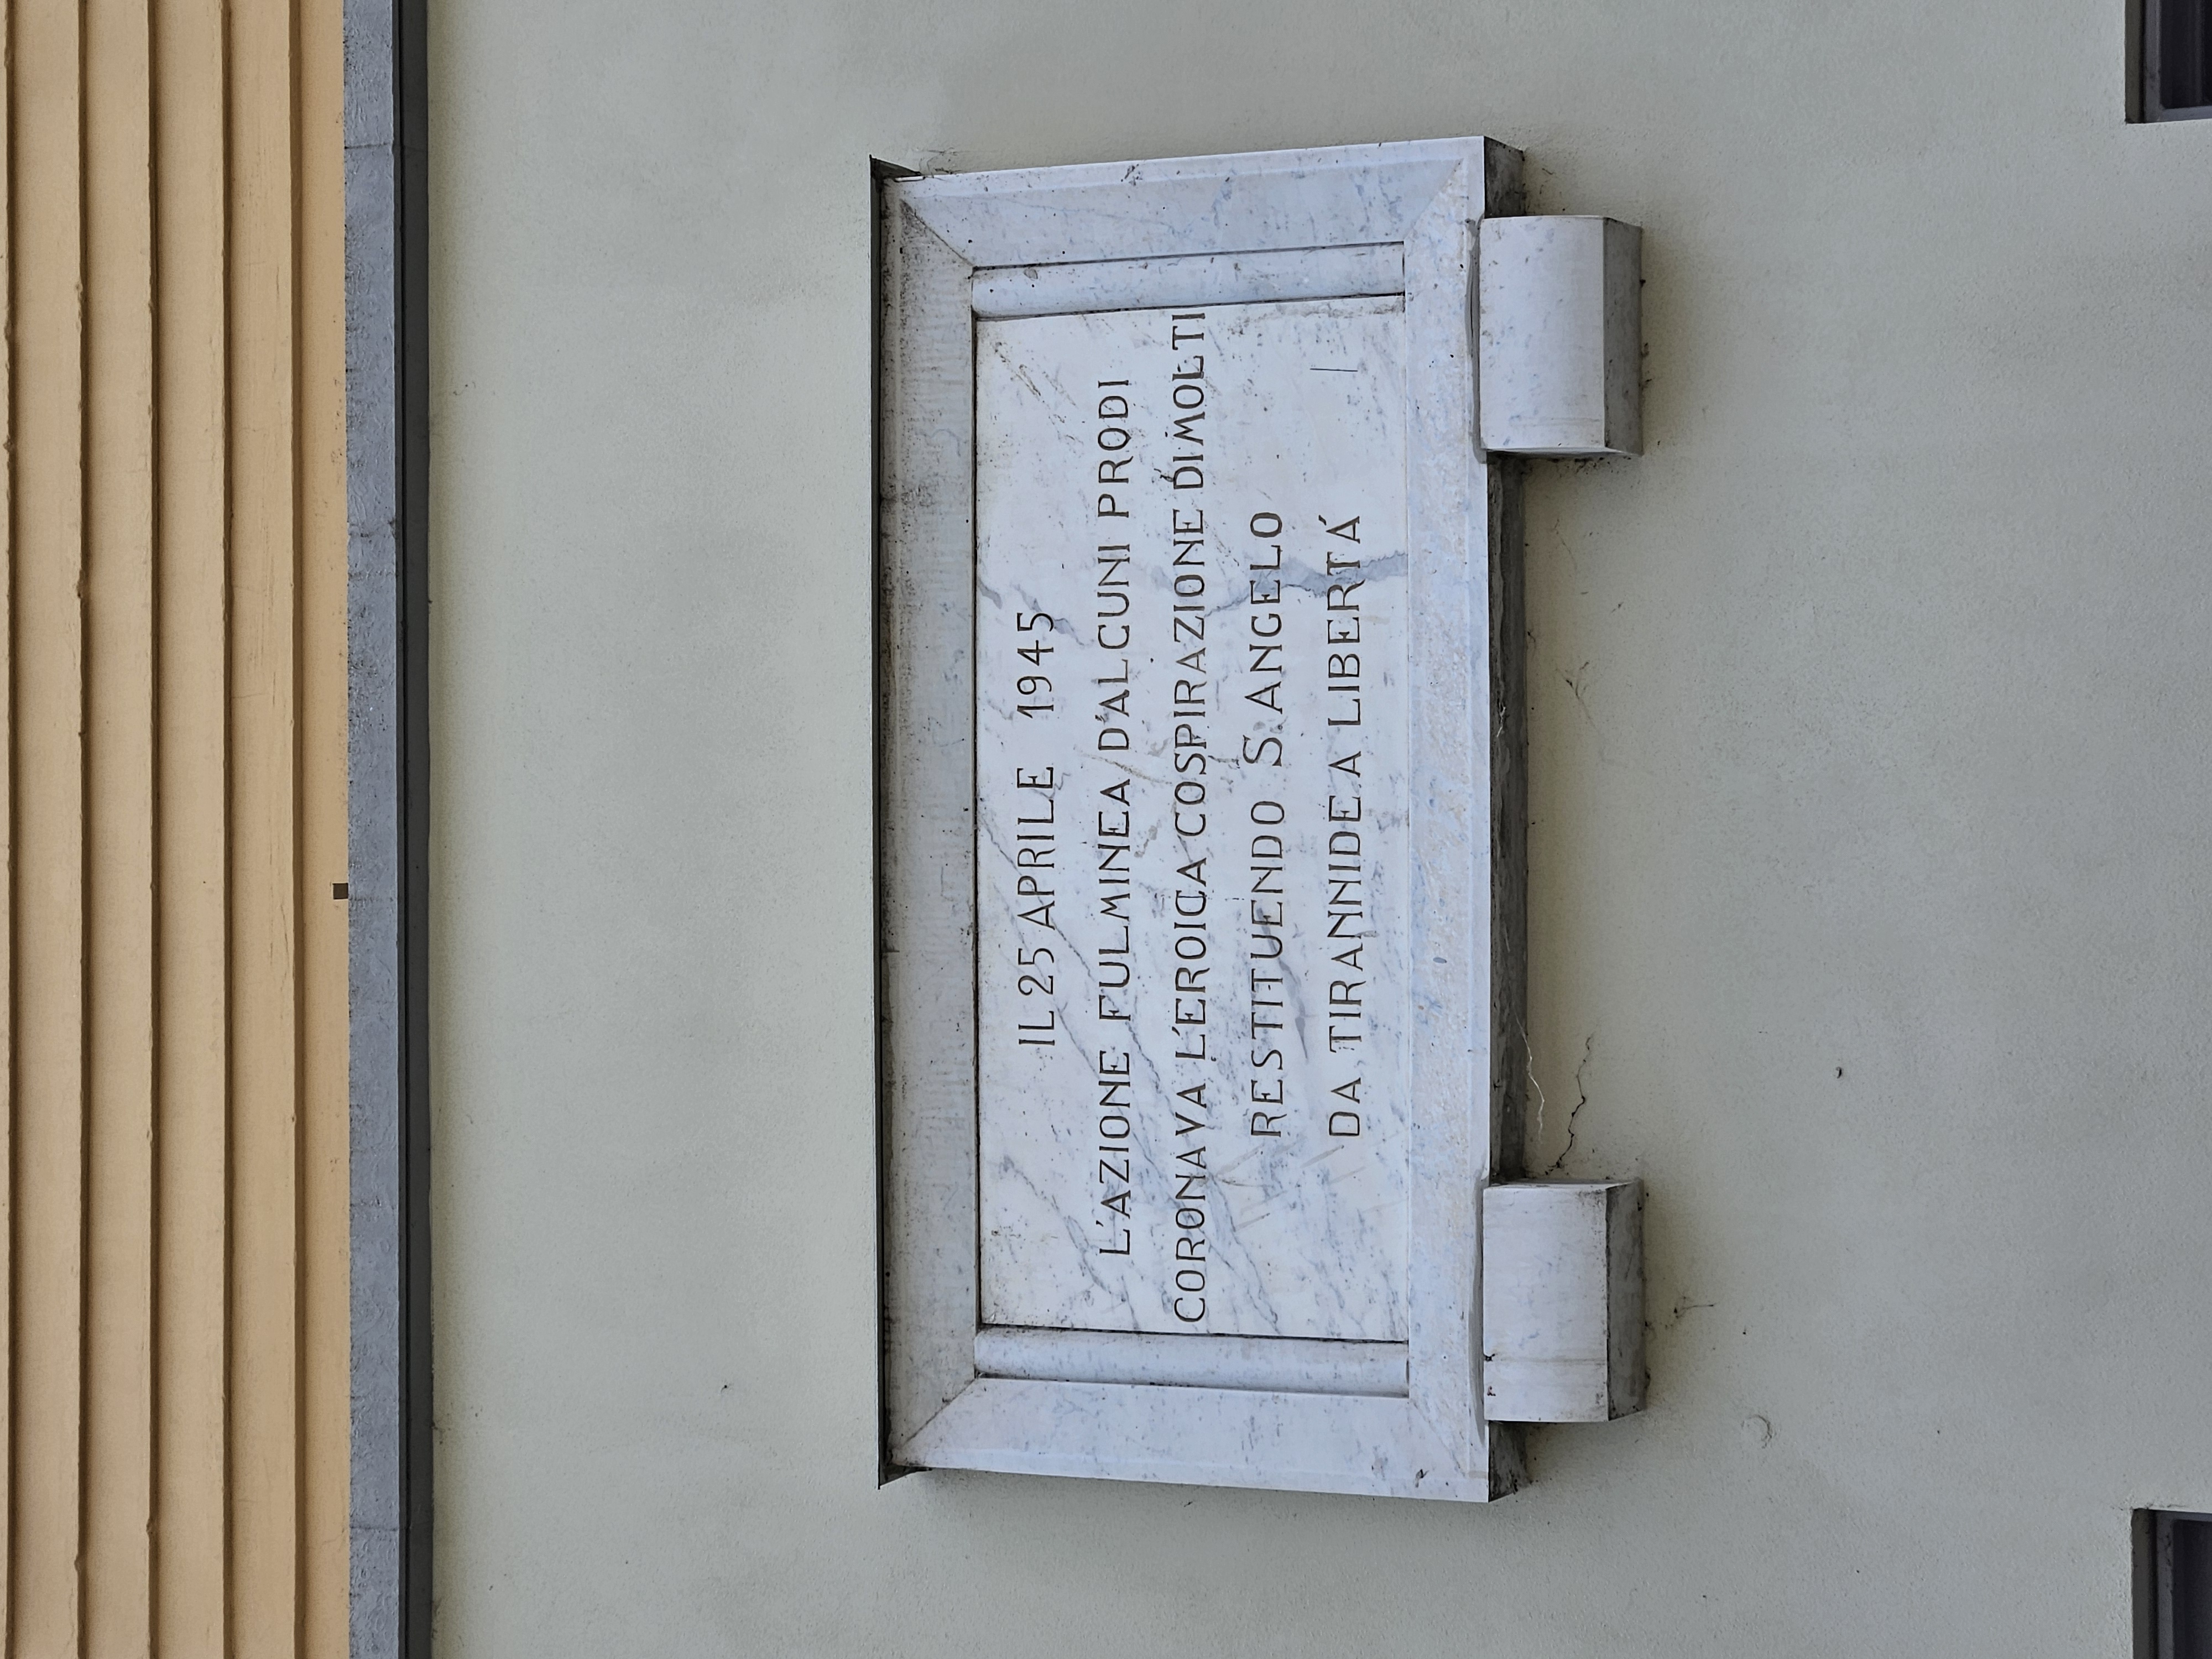 IL 25 APRILE 1945
L'AZIONE FULMINEA D'ALCUNI PRODI
CORONAVA L'EROICA COSPIRAZIONE DI MOLTI
RESTITUENDO S. ANGELO
DA TIRANNIDE A LIBERTÁ